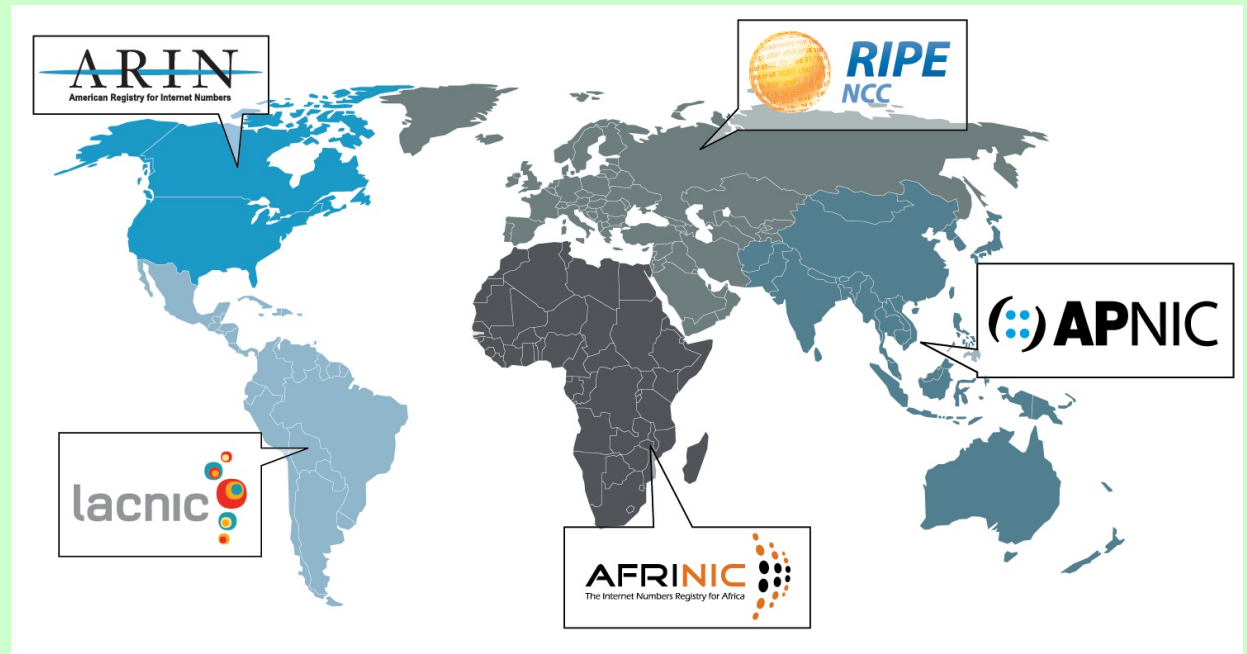 ARIN
American Registry for Internet Numbers
RIPE
NCC
APNIC
lacnic
AFRINIC
The Internet Numbers Registry for Africa